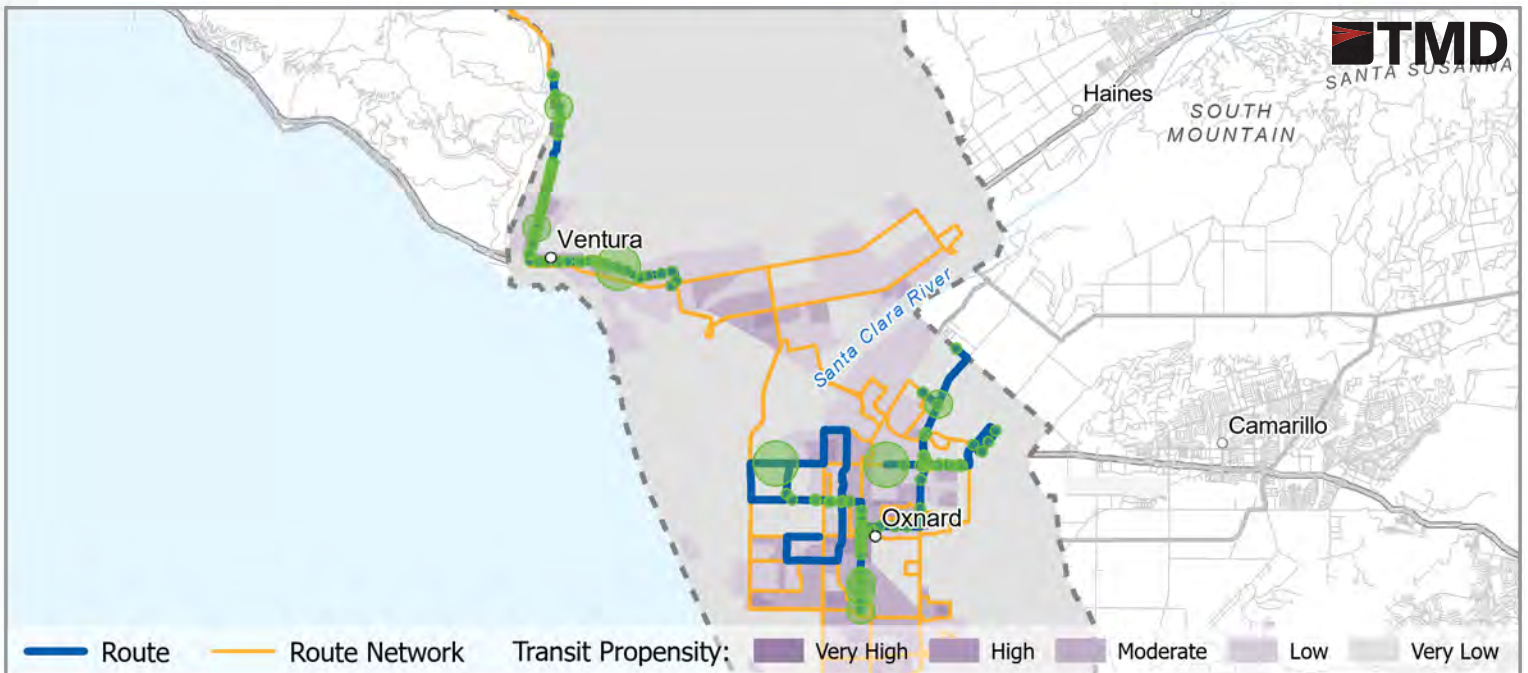 TMD
SANTA SUSANNA
Haines
SOUTH
MOUNTAIN
Ventura
Santa Clara River
Camarillo
Oxnard
Route
Route Network
Transit Propensity:
Very High
High
Moderate
Low
Very Low